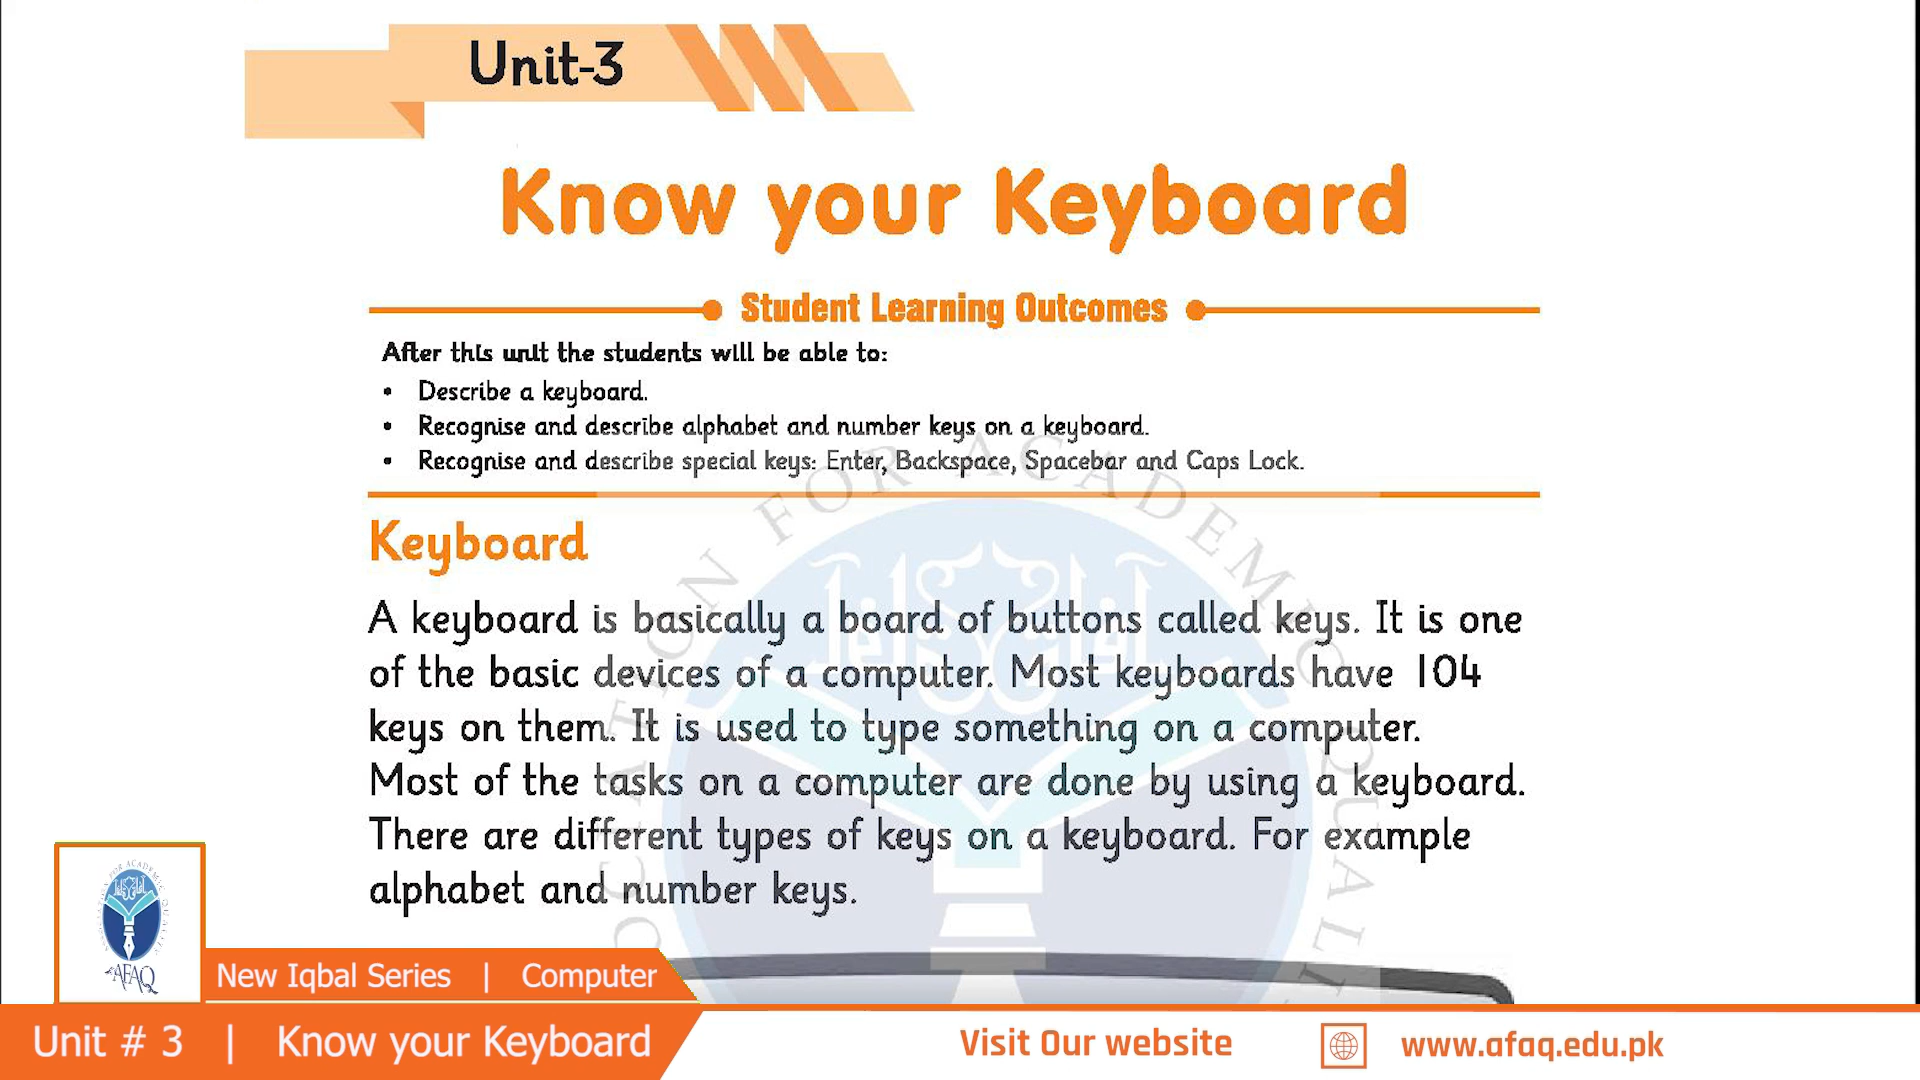 Unit-3
Know your Keyboard
Student Learning Outcomes
After this unit the students will be able to:
• Describe a keyboard.
• Recognise and describe alphabet and number keys on a keyboard.
• Recognise and describe special keys: Enter, Backspace, Spacebar and Caps Lock.
Keyboard
A keyboard is basically a board of buttons called keys. It is one
of the basic devices of a computer. Most keyboards have 104
keys on them. It is used to type something on a computer.
Most of the tasks on a computer are done by using a keyboard.
There are different types of keys on a keyboard. For example
alphabet and number keys.
AFAQ
New Iqbal Series | Computer
Unit # 3 | Know your Keyboard
Visit Our website
www.afaq.edu.pk